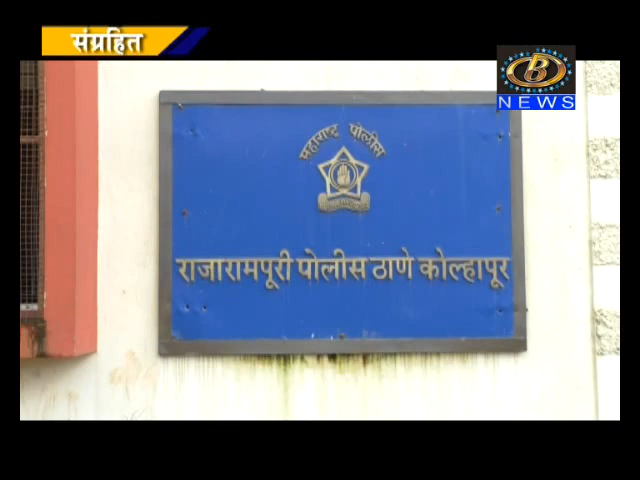 संग्रहित
B
NEWS
महाराष्ट्र पोलीस
राजारामपूरी पोलीस ठाणे कोल्हापूर